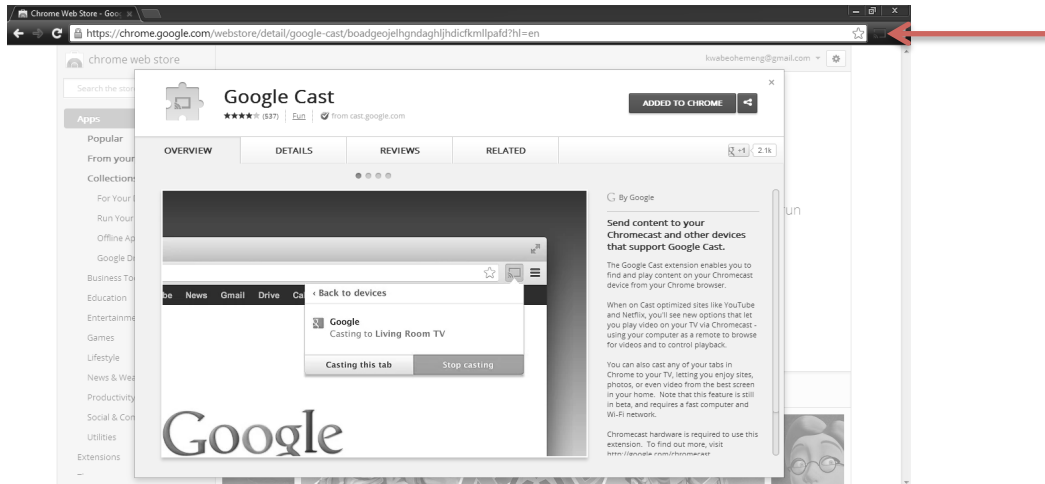 Chrome Web Store - Goog
https://chrome.google.com/webstore/detail/google-cast/boadgeojelhgndaghljhdicfkmllpafd?hl=en
chrome web store
kwabeohemeng@gmail.com
Search the store
Google Cast
(537) Fun from cast.google.com
ADDED TO CHROME
OVERVIEW DETAILS REVIEWS RELATED
+1 2.1k
Apps
Popular
From your
Collections
For Your
Run Your
Offline Ap
Google Dr
Business To
Education
Entertainme
Games
Lifestyle
News & Wea
Productivity
Social & Con
Utilities
Extensions
be News Gmail Drive Ca
‹ Back to devices
Google
Casting to Living Room TV
Casting this tab Stop casting
Google
By Google
Send content to your
Chromecast and other devices
that support Google Cast.
The Google Cast extension enables you to
find and play content on your Chromecast
device from your Chrome browser.
When on Cast optimized sites like YouTube
and Netflix, you'll see new options that let
you play video on your TV via Chromecast -
using your computer as a remote to browse
for videos and to control playback.
You can also cast any of your tabs in
Chrome to your TV, letting you enjoy sites,
photos, or even video from the best screen
in your home. Note that this feature is still
in beta, and requires a fast computer and
Wi-Fi network.
Chromecast hardware is required to use this
extension. To find out more, visit
http://google.com/chromecast
run